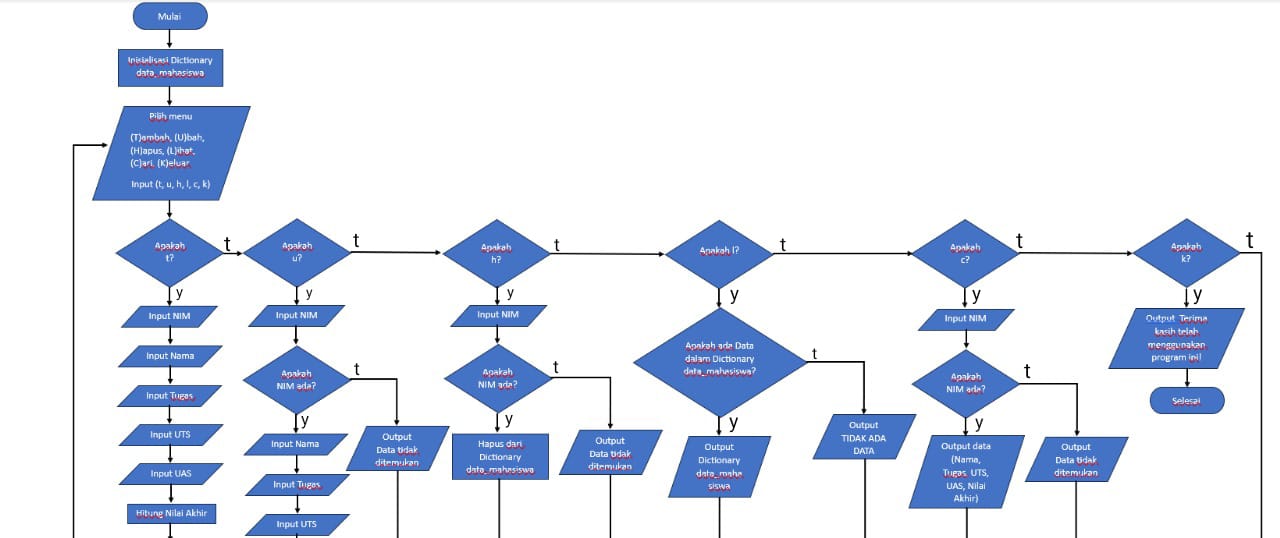 Mulai
Inisialisasi Dictionary
data_mahasiswa
Pilih menu
(T)ambah, (U)bah,
(H)apus, (L)ihat,
(C)ari, (K)eluar
Input (t, u, h, l, c, k)
Apakah
t?
t
y
Input NIM
Input Nama
Input Tugas
Input UTS
Input UAS
Hitung Nilai Akhir
Apakah
u?
t
y
Input NIM
Apakah
NIM ada?
t
y
Input Nama
Input Tugas
Input UTS
Output
Data tidak
ditemukan
Apakah
h?
t
y
Input NIM
Apakah
NIM ada?
t
y
Hapus dari
Dictionary
data_mahasiswa
Output
Data tidak
ditemukan
Apakah l?
t
y
Apakah ada Data
dalam Dictionary
data_mahasiswa?
t
y
Output
Dictionary
data_maha
siswa
Output
TIDAK ADA
DATA
Apakah
c?
t
y
Input NIM
Apakah
NIM ada?
t
y
Output data
(Nama,
Tugas UTS,
UAS, Nilai
Akhir)
Output
Data tidak
ditemukan
Apakah
k?
t
y
Output Terima
kasih telah
menggunakan
program ini!
Selesai